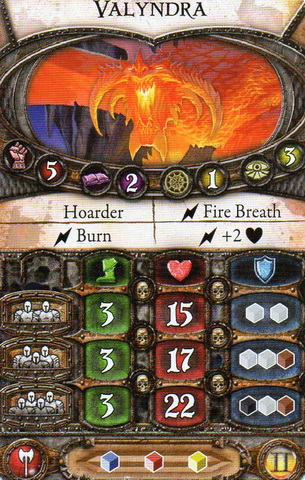 VALYNDRA
5 2 1 3
Hoarder Fire Breath
Burn +2
3 15
3 17
3 22
II